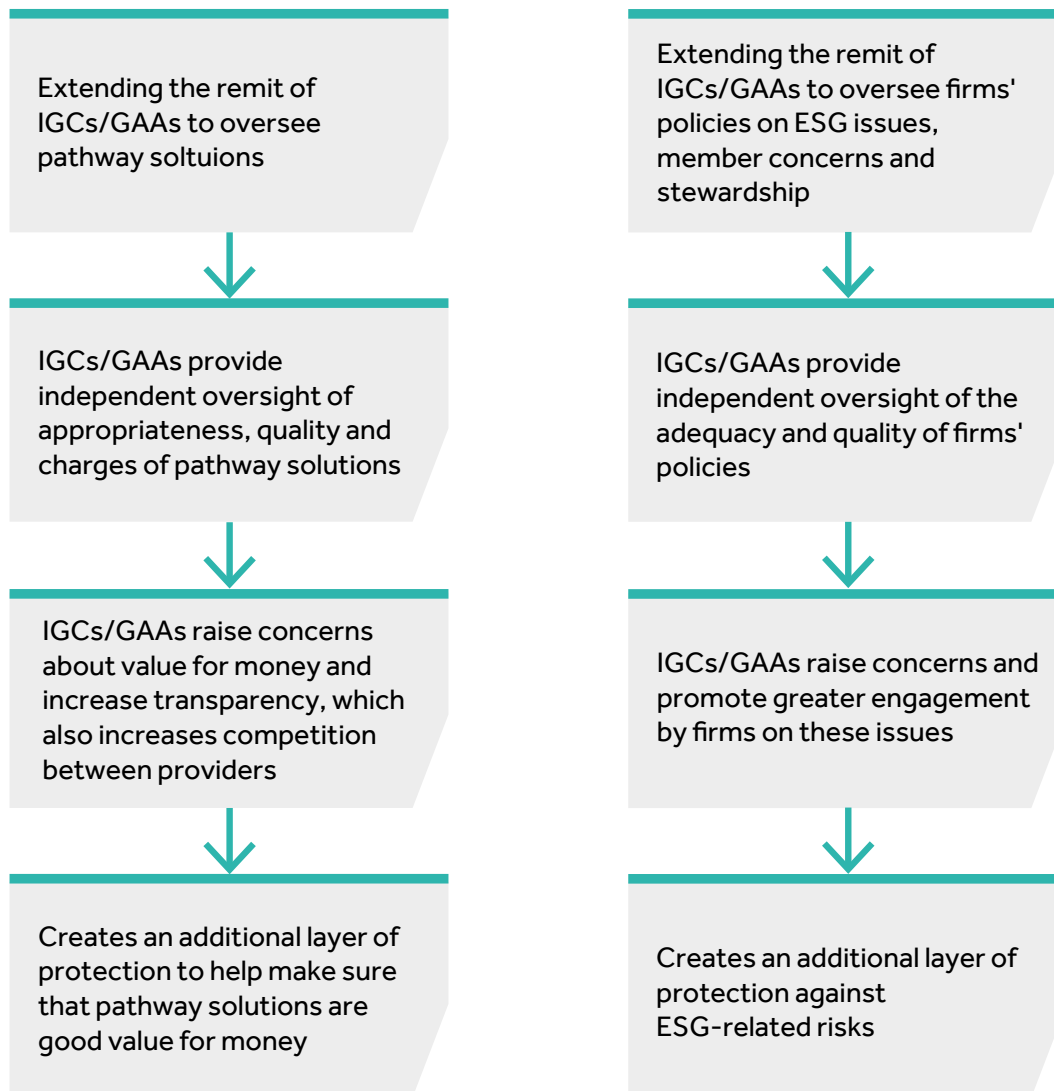 Extending the remit of
IGCs/GAAs to oversee
pathway soltuions
IGCs/GAAs provide
independent oversight of
appropriateness, quality and
charges of pathway solutions
IGCs/GAAs raise concerns
about value for money and
increase transparency, which
also increases competition
between providers
Creates an additional layer of
protection to help make sure
that pathway solutions are
good value for money
Extending the remit of
IGCs/GAAs to oversee firms'
policies on ESG issues,
member concerns and
stewardship
IGCs/GAAs provide
independent oversight of the
adequacy and quality of firms'
policies
IGCs/GAAs raise concerns and
promote greater engagement
by firms on these issues
Creates an additional layer of
protection against
ESG-related risks